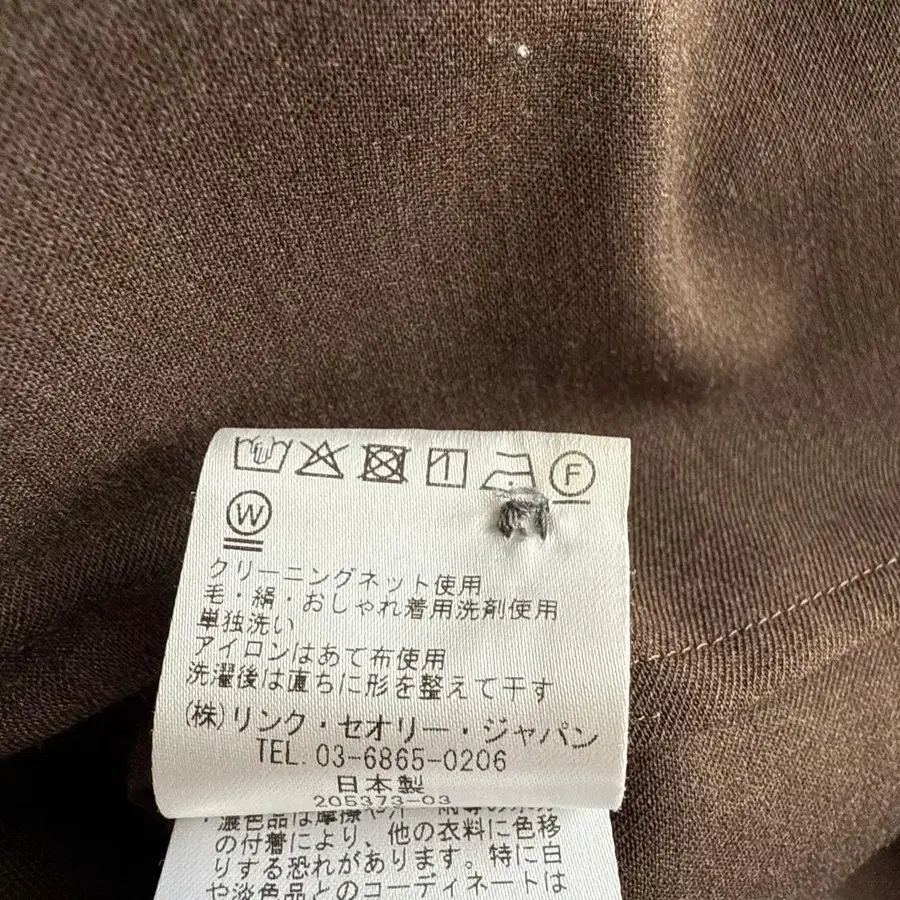 F
W
クリーニングネット使用
毛・絹・おしゃれ着用洗剤使用
単独洗い
アイロンはあて布使用
洗濯後は直ちに形を整えて干す
(株)リンク・セオリー・ジャパン
TEL. 03-6865-0206
日本製
205373-03
・濃色品は摩擦や汗
の付着により、他の衣料に色移
りする恐れがあります。特に白
や淡色品とのコーディネートは